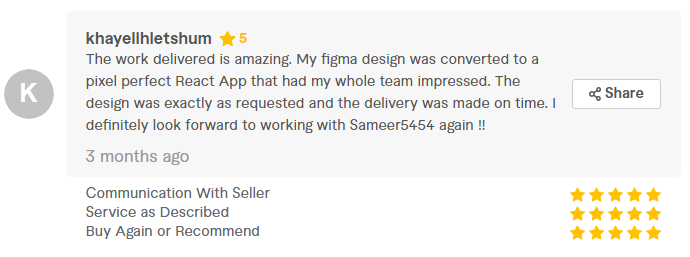 khayellhletshum 5
The work delivered is amazing. My figma design was converted to a
pixel perfect React App that had my whole team impressed. The
design was exactly as requested and the delivery was made on time. I
definitely look forward to working with Sameer5454 again !!
K
Share
3 months ago
Communication With Seller
Service as Described
Buy Again or Recommend